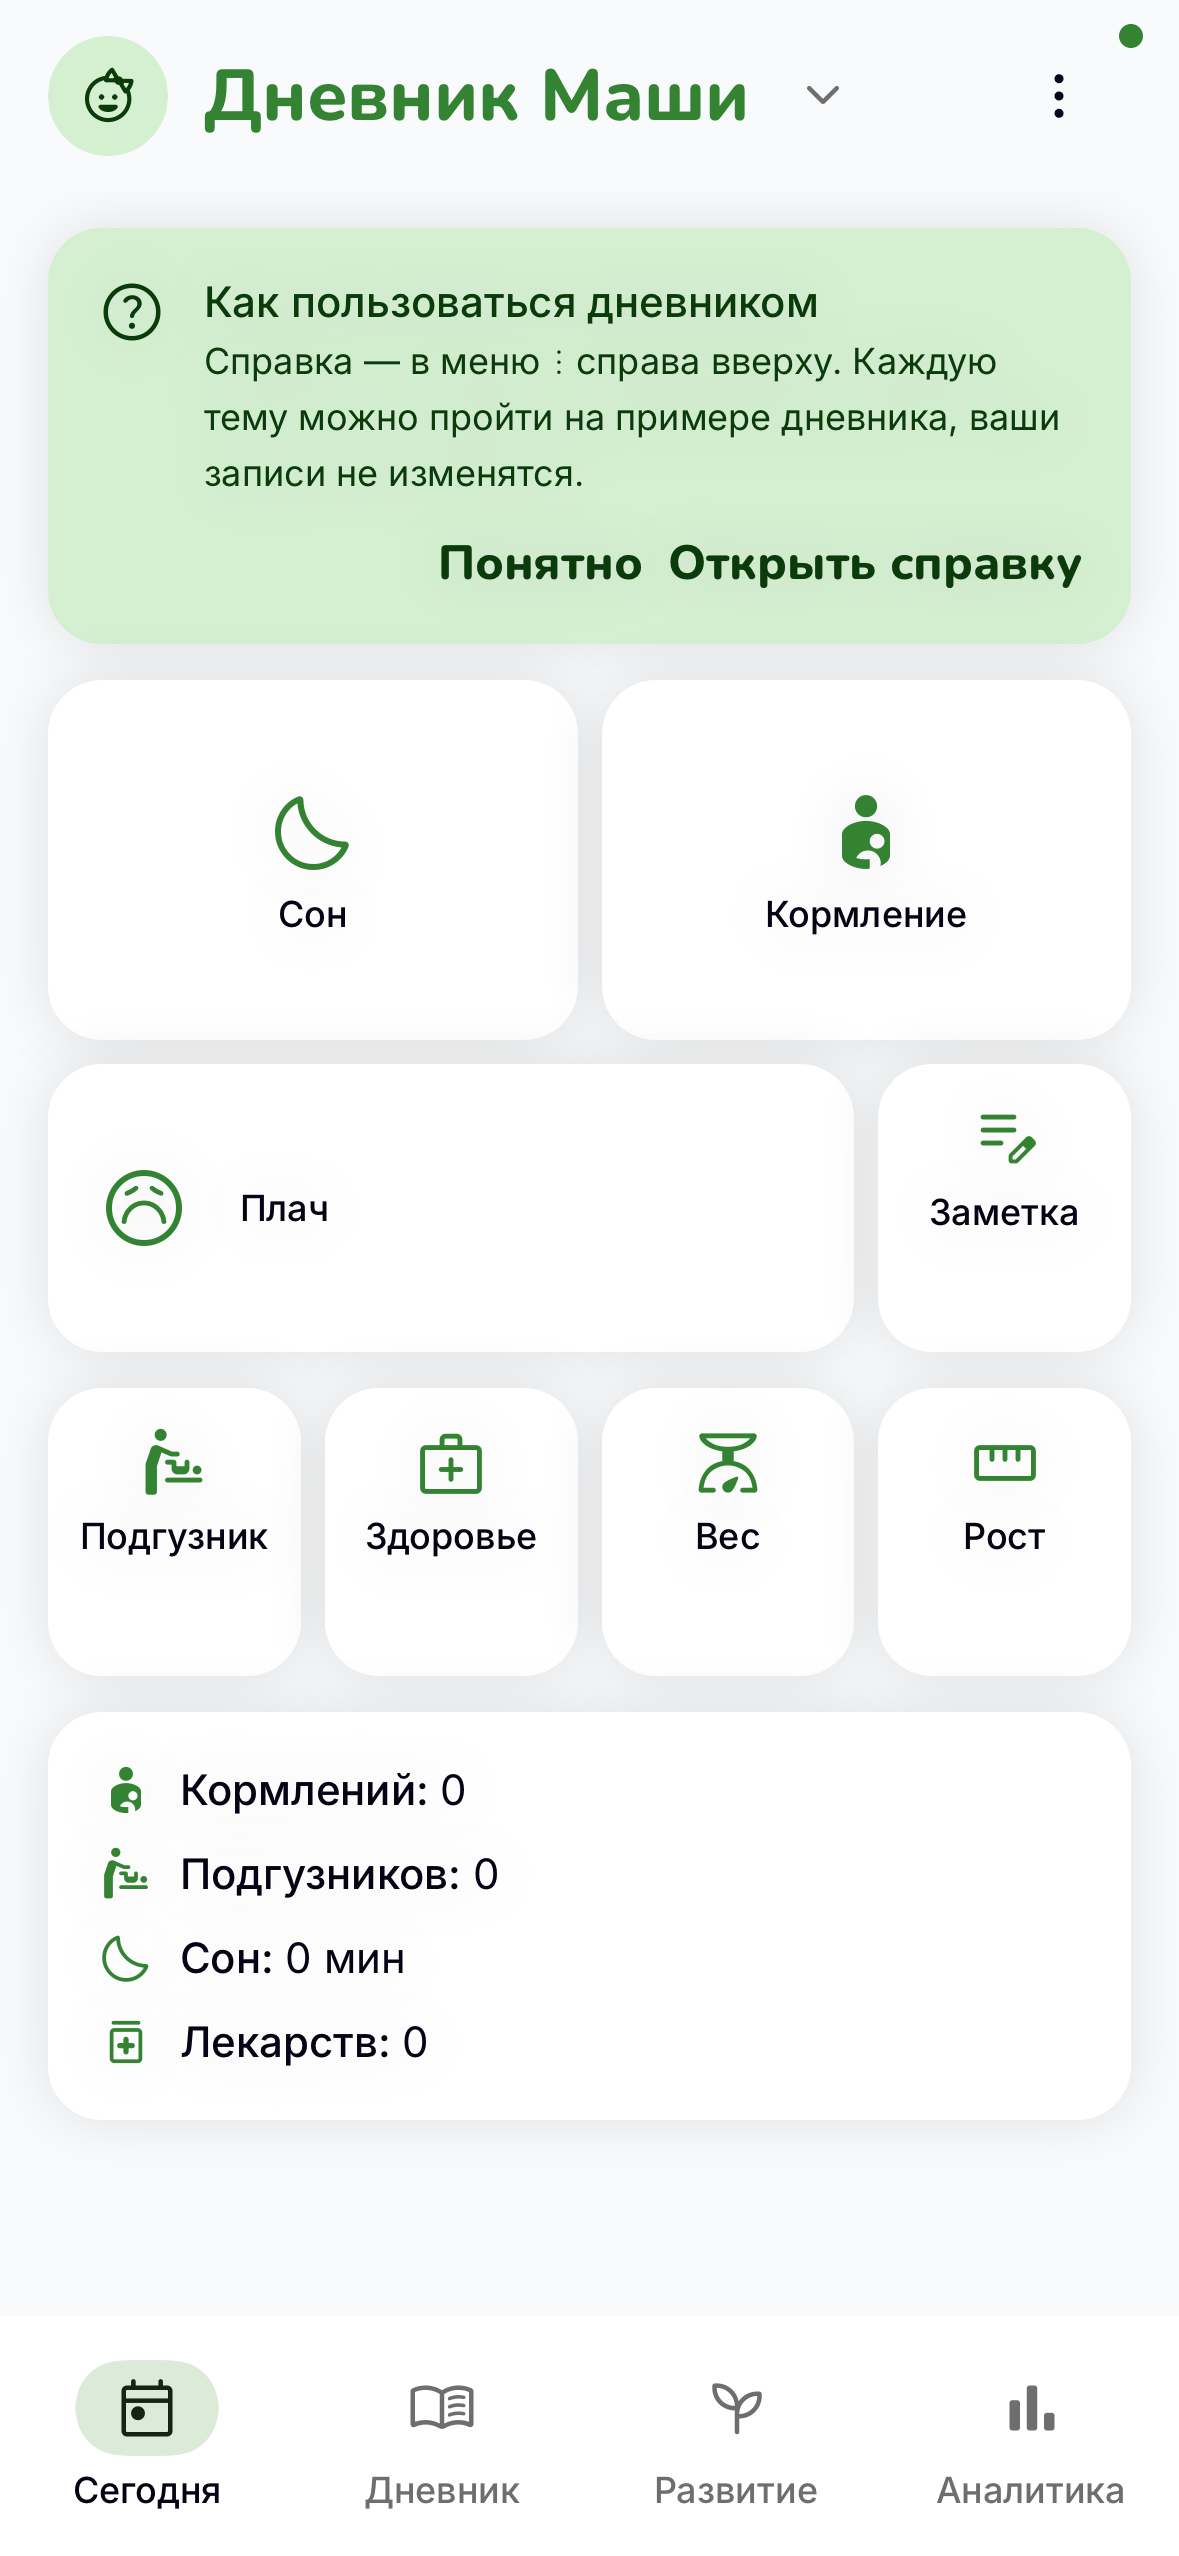 Дневник Маши
Как пользоваться дневником
Справка — в меню ⋮ справа вверху. Каждую
тему можно пройти на примере дневника, ваши
записи не изменятся.
Понятно Открыть справку
Сон
Кормление
Плач
Заметка
Подгузник
Здоровье
Вес
Рост
Кормлений: 0
Подгузников: 0
Сон: 0 мин
Лекарств: 0
Сегодня
Дневник
Развитие
Аналитика